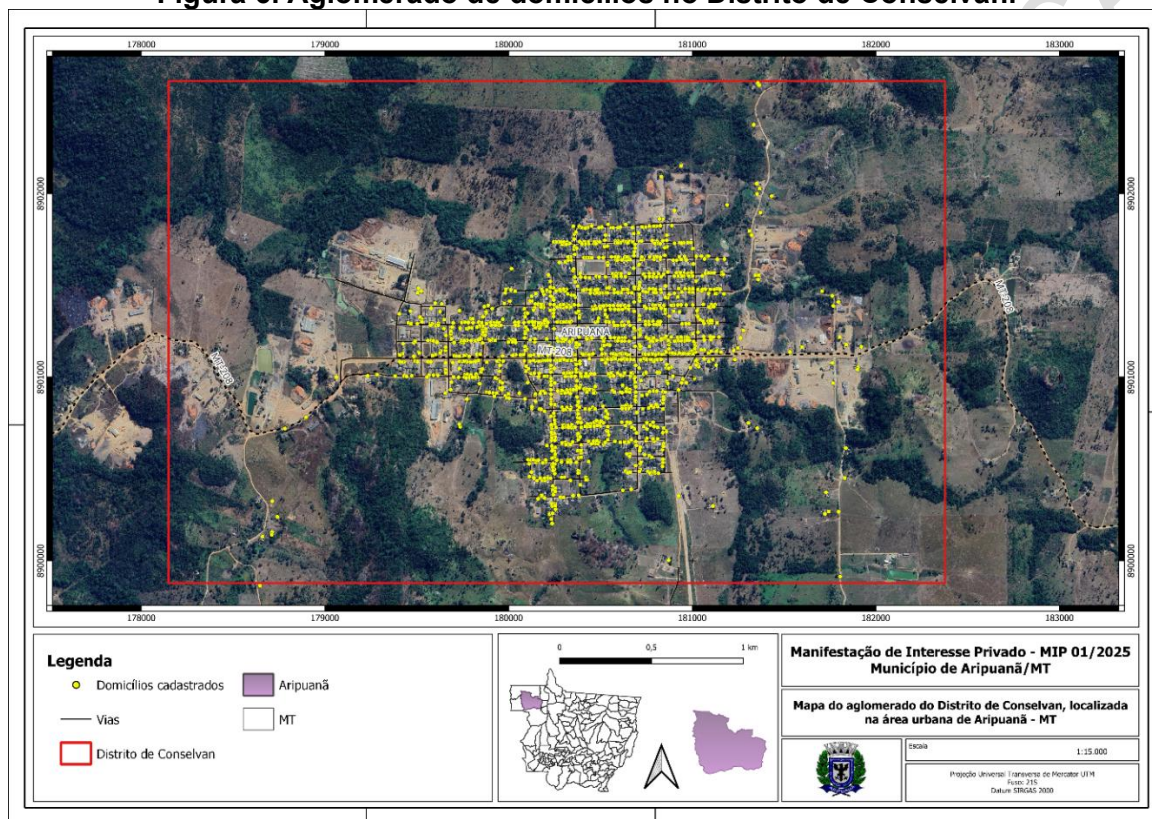 Figura 6. Aglomerado de domicílios no Distrito de Conselvan.
178000 179000 180000 181000 182000 183000
8902000 8902000
MT-208
ARIPUANÃ
MT-208
MT-208
8901000 8901000
8900000 8900000
178000 179000 180000 181000 182000 183000
Legenda
Domicílios cadastrados
Aripuanã
Vias
MT
Distrito de Conselvan
0 0,5 1 km
Manifestação de Interesse Privado - MIP 01/2025
Município de Aripuanã/MT
Mapa do aglomerado do Distrito de Conselvan, localizada
na área urbana de Aripuanã - MT
Escala
1:15.000
Projeção Universal Transversa de Mercator UTM
Fuso: 21S
Datum SIRGAS 2000